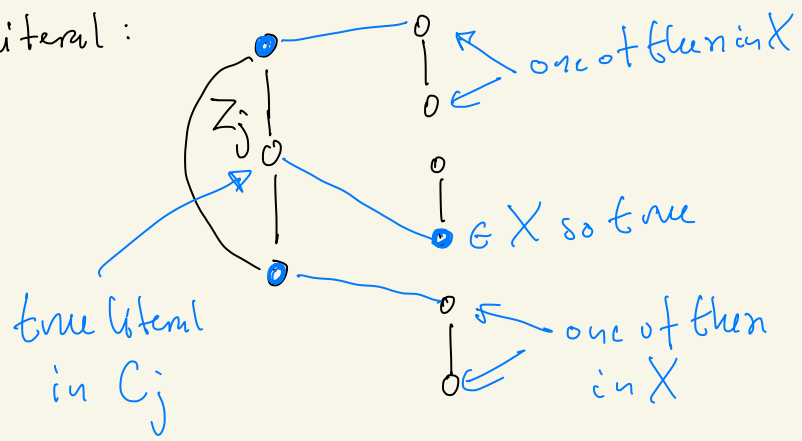 iteral :
one of them in X
Zj
∈ X so true
true literal
in Cj
one of them
in X